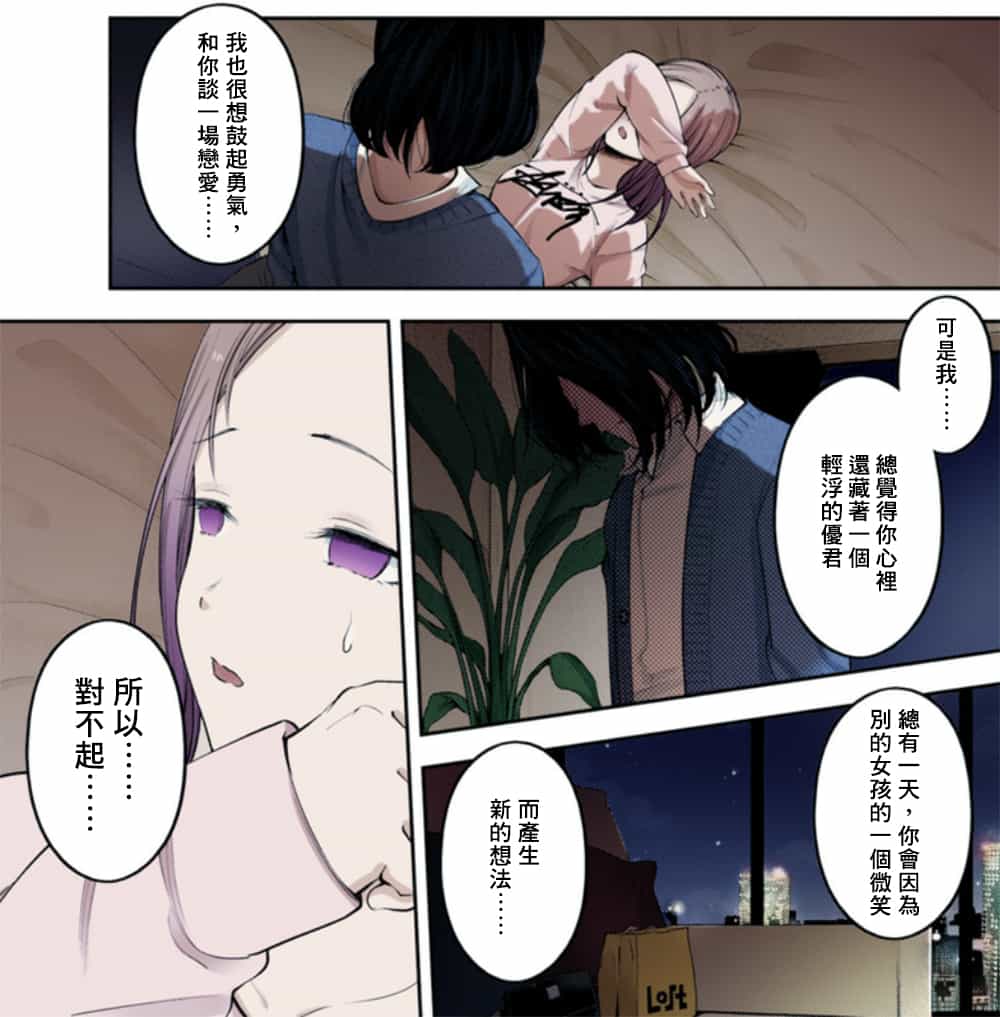 我也很想鼓起勇氣，
和你談一場戀愛……
可是我……
總覺得你心裡
還藏著一個
輕浮的優君
總有一天，你會因為
別的女孩的一個微笑
而產生
新的想法……
Loft
所以……
對不起……